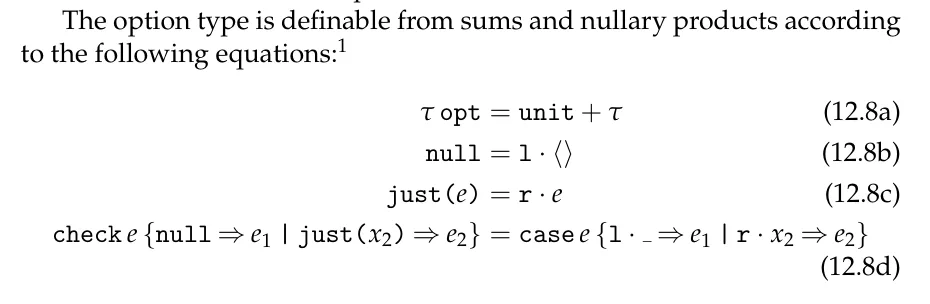 The option type is definable from sums and nullary products according
to the following equations:¹
τ opt = unit + τ (12.8a)
null = l · ⟨⟩ (12.8b)
just(e) = r · e (12.8c)
check e {null ⇒ e₁ | just(x₂) ⇒ e₂} = case e {l · _ ⇒ e₁ | r · x₂ ⇒ e₂}
(12.8d)